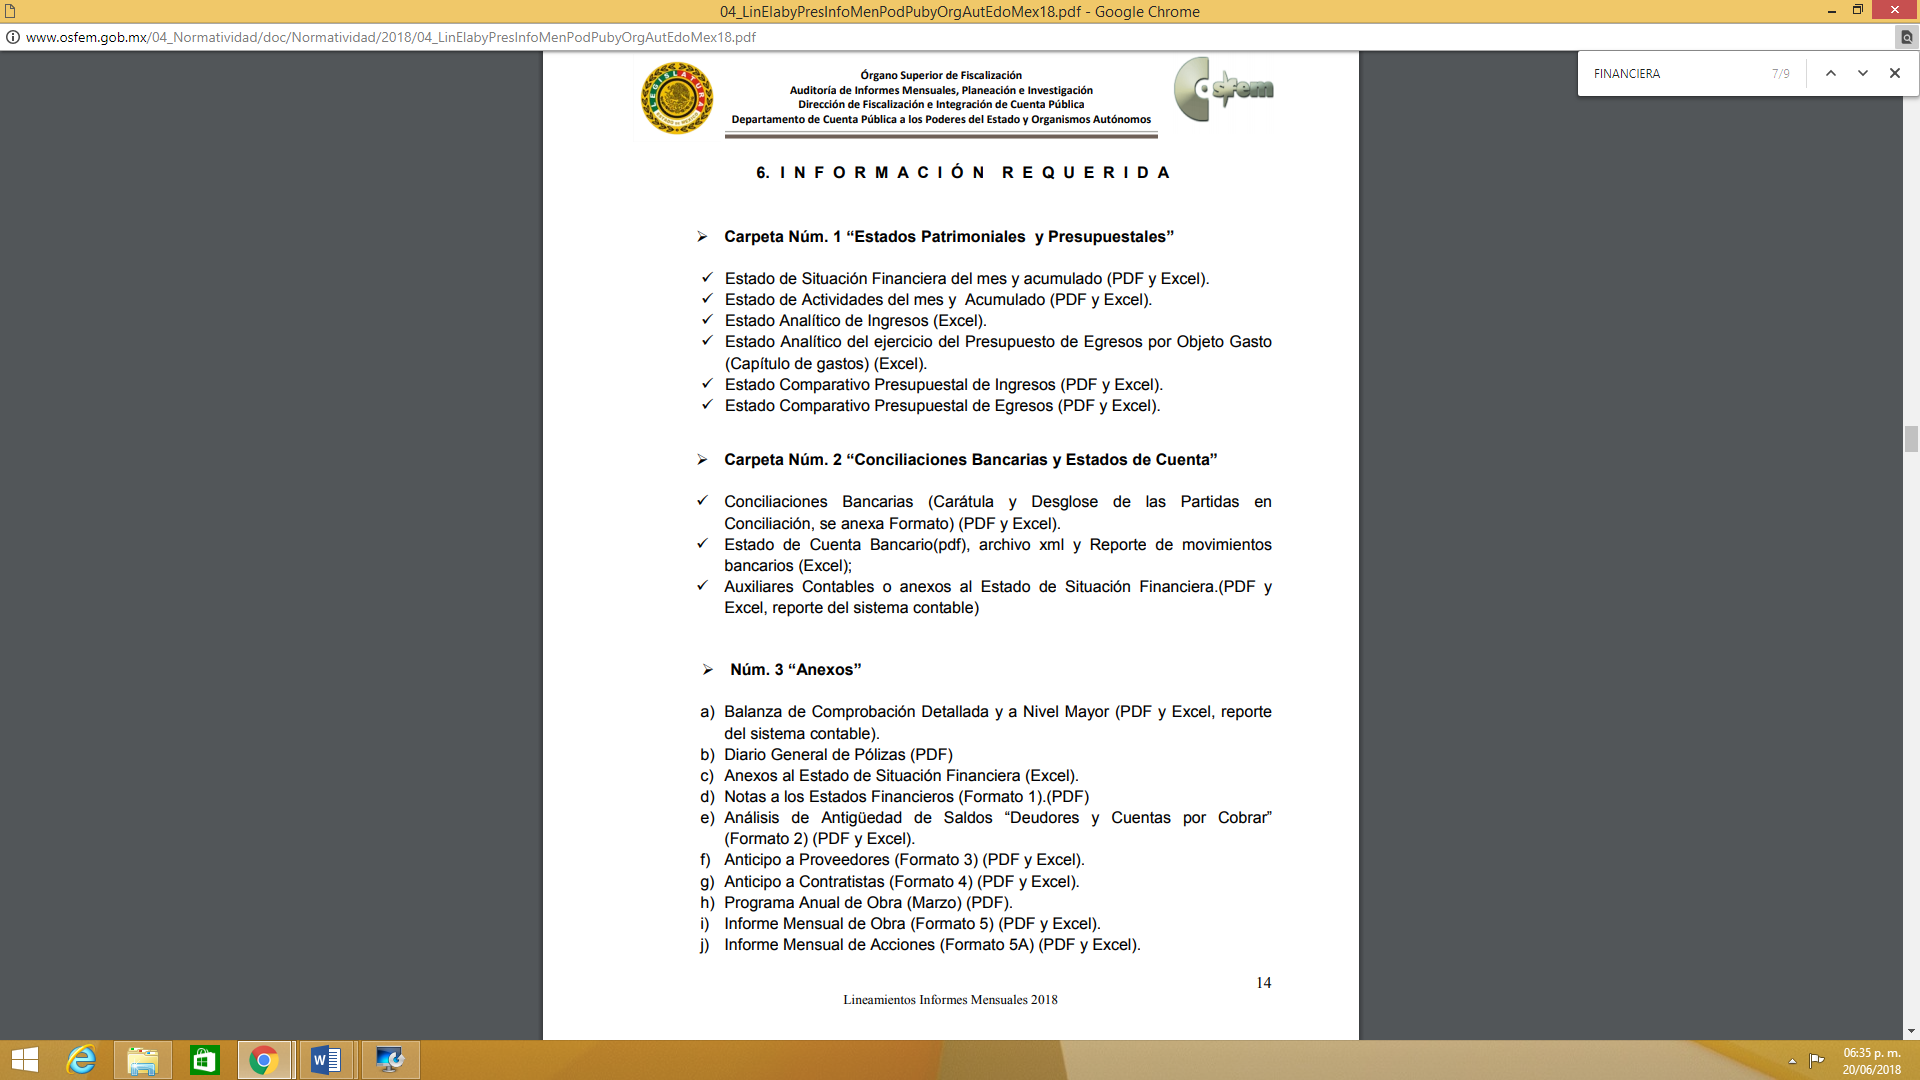 04_LinElabyPresInfoMenPodPubyOrgAutEdoMex18.pdf - Google Chrome
www.osfem.gob.mx/04_Normatividad/doc/Normatividad/2018/04_LinElabyPresInfoMenPodPubyOrgAutEdoMex18.pdf
FINANCIERA 7/9
Órgano Superior de Fiscalización
Auditoría de Informes Mensuales, Planeación e Investigación
Dirección de Fiscalización e Integración de Cuenta Pública
Departamento de Cuenta Pública a los Poderes del Estado y Organismos Autónomos
LEGISLATURA
ESTADO DE MÉXICO
osfem
6. I N F O R M A C I Ó N R E Q U E R I D A
➢ Carpeta Núm. 1 “Estados Patrimoniales y Presupuestales”
✓ Estado de Situación Financiera del mes y acumulado (PDF y Excel).
✓ Estado de Actividades del mes y Acumulado (PDF y Excel).
✓ Estado Analítico de Ingresos (Excel).
✓ Estado Analítico del ejercicio del Presupuesto de Egresos por Objeto Gasto
(Capítulo de gastos) (Excel).
✓ Estado Comparativo Presupuestal de Ingresos (PDF y Excel).
✓ Estado Comparativo Presupuestal de Egresos (PDF y Excel).
➢ Carpeta Núm. 2 “Conciliaciones Bancarias y Estados de Cuenta”
✓ Conciliaciones Bancarias (Carátula y Desglose de las Partidas en
Conciliación, se anexa Formato) (PDF y Excel).
✓ Estado de Cuenta Bancario(pdf), archivo xml y Reporte de movimientos
bancarios (Excel);
✓ Auxiliares Contables o anexos al Estado de Situación Financiera.(PDF y
Excel, reporte del sistema contable)
➢ Núm. 3 “Anexos”
a) Balanza de Comprobación Detallada y a Nivel Mayor (PDF y Excel, reporte
del sistema contable).
b) Diario General de Pólizas (PDF)
c) Anexos al Estado de Situación Financiera (Excel).
d) Notas a los Estados Financieros (Formato 1).(PDF)
e) Análisis de Antigüedad de Saldos “Deudores y Cuentas por Cobrar”
(Formato 2) (PDF y Excel).
f) Anticipo a Proveedores (Formato 3) (PDF y Excel).
g) Anticipo a Contratistas (Formato 4) (PDF y Excel).
h) Programa Anual de Obra (Marzo) (PDF).
i) Informe Mensual de Obra (Formato 5) (PDF y Excel).
j) Informe Mensual de Acciones (Formato 5A) (PDF y Excel).
14
Lineamientos Informes Mensuales 2018
06:35 p. m.
20/06/2018